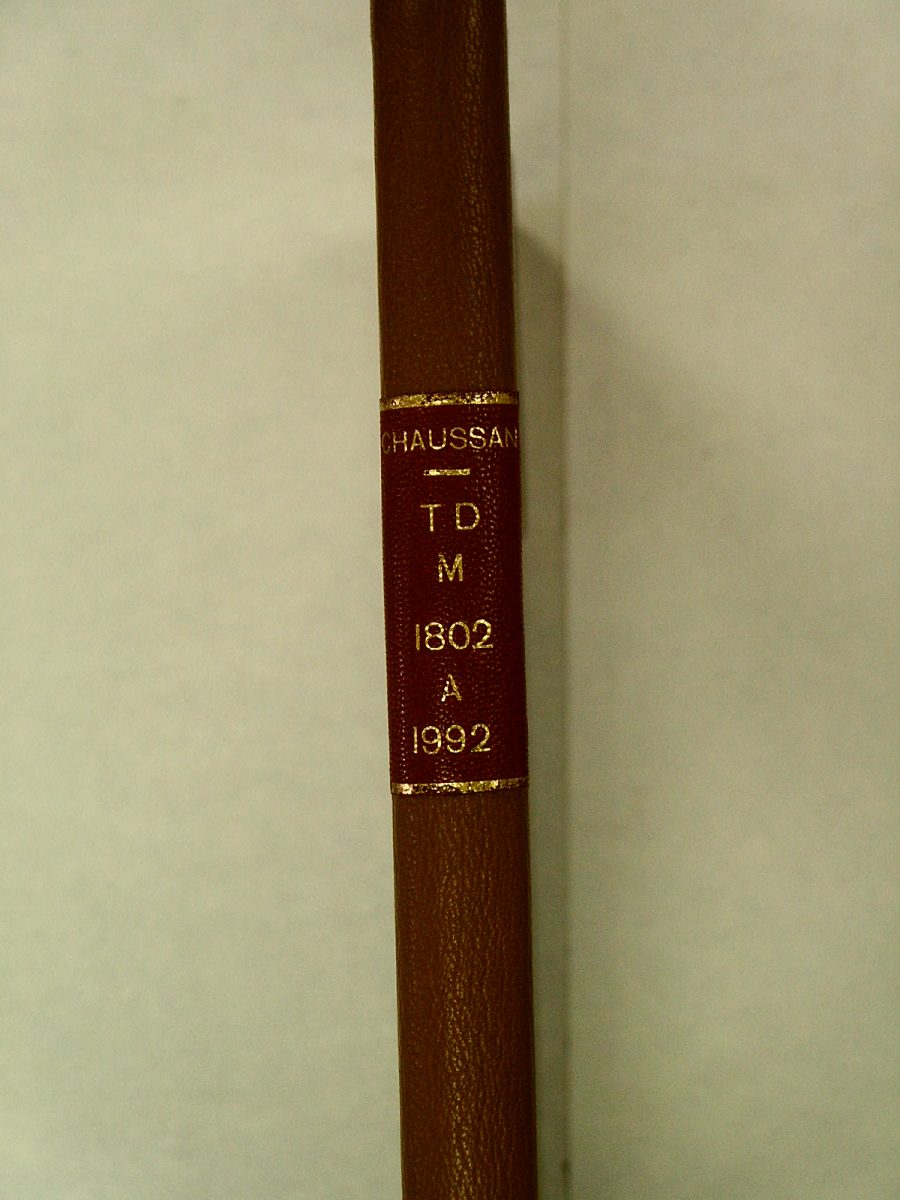 CHAUSSAN
T D
M
1802
A
1992